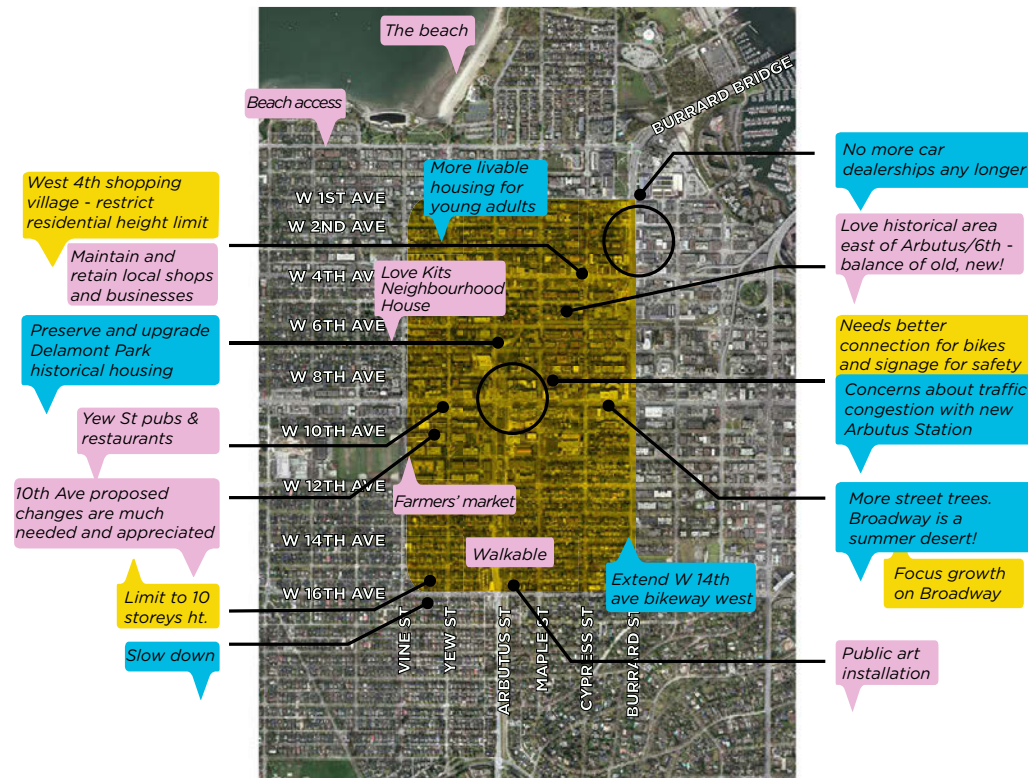 The beach
Beach access
BURRARD BRIDGE
West 4th shopping
village - restrict
residential height limit
Maintain and
retain local shops
and businesses
Preserve and upgrade
Delamont Park
historical housing
Yew St pubs &
restaurants
10th Ave proposed
changes are much
needed and appreciated
Limit to 10
storeys ht.
Slow down
More livable
housing for
young adults
Love Kits
Neighbourhood
House
Farmers' market
Walkable
Extend W 14th
ave bikeway west
W 1ST AVE
W 2ND AVE
W 4TH AV
W 6TH AVE
W 8TH AVE
W 10TH AVE
W 12TH AVE
W 14TH AVE
W 16TH AVE
VINE ST
YEW ST
ARBUTUS ST
MAPLE ST
CYPRESS ST
BURRARD ST
No more car
dealerships any longer
Love historical area
east of Arbutus/6th -
balance of old, new!
Needs better
connection for bikes
and signage for safety
Concerns about traffic
congestion with new
Arbutus Station
More street trees.
Broadway is a
summer desert!
Focus growth
on Broadway
Public art
installation